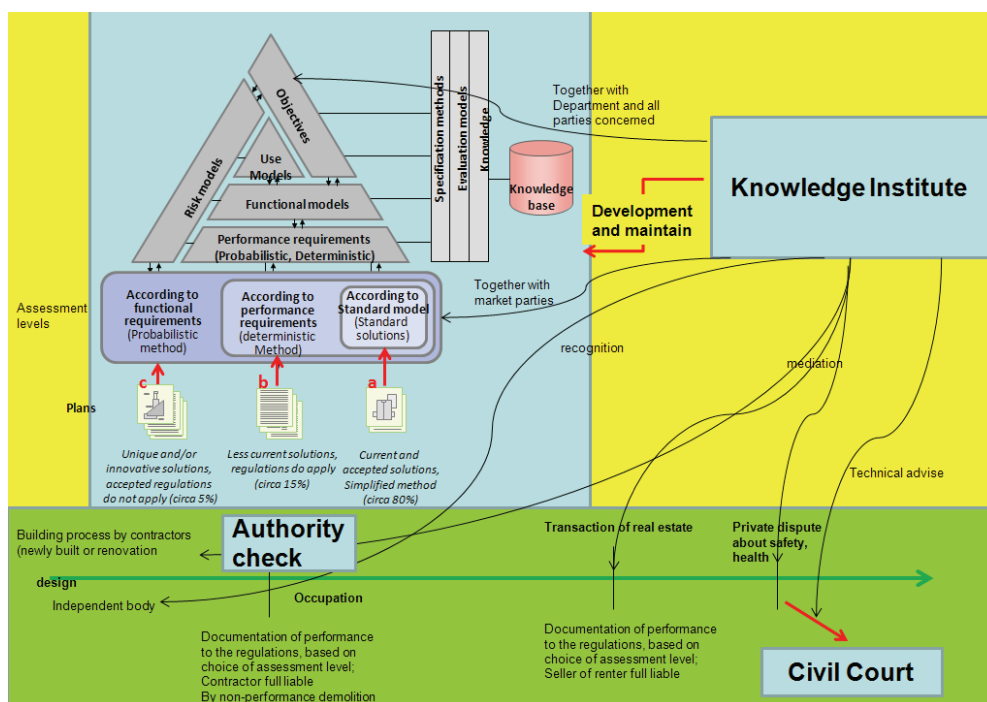 Objectives
Risk models
Use
Models
Functional models
Performance requirements
(Probabilistic, Deterministic)
Specification methods
Evaluation models
Knowledge
Knowledge
base
Together with
Department and all
parties concerned
Knowledge Institute
Development
and maintain
Together with
market parties
Assessment
levels
According to
functional
requirements
(Probabilistic
method)
According to
performance
requirements
(deterministic
Method)
According to
Standard model
(Standard
solutions)
recognition
mediation
Technical advise
Plans
c
b
a
Unique and/or
innovative solutions,
accepted regulations
do not apply (circa 5%)
Less current solutions,
regulations do apply
(circa 15%)
Current and
accepted solutions,
Simplified method
(circa 80%)
Building process by contractors
(newly built or renovation
Authority
check
Transaction of real estate
Private dispute
about safety,
health
design
Independent body
Occupation
Documentation of performance
to the regulations, based on
choice of assessment level;
Contractor full liable
By non-performance demolition
Documentation of performance
to the regulations, based on
choice of assessment level;
Seller of renter full liable
Civil Court